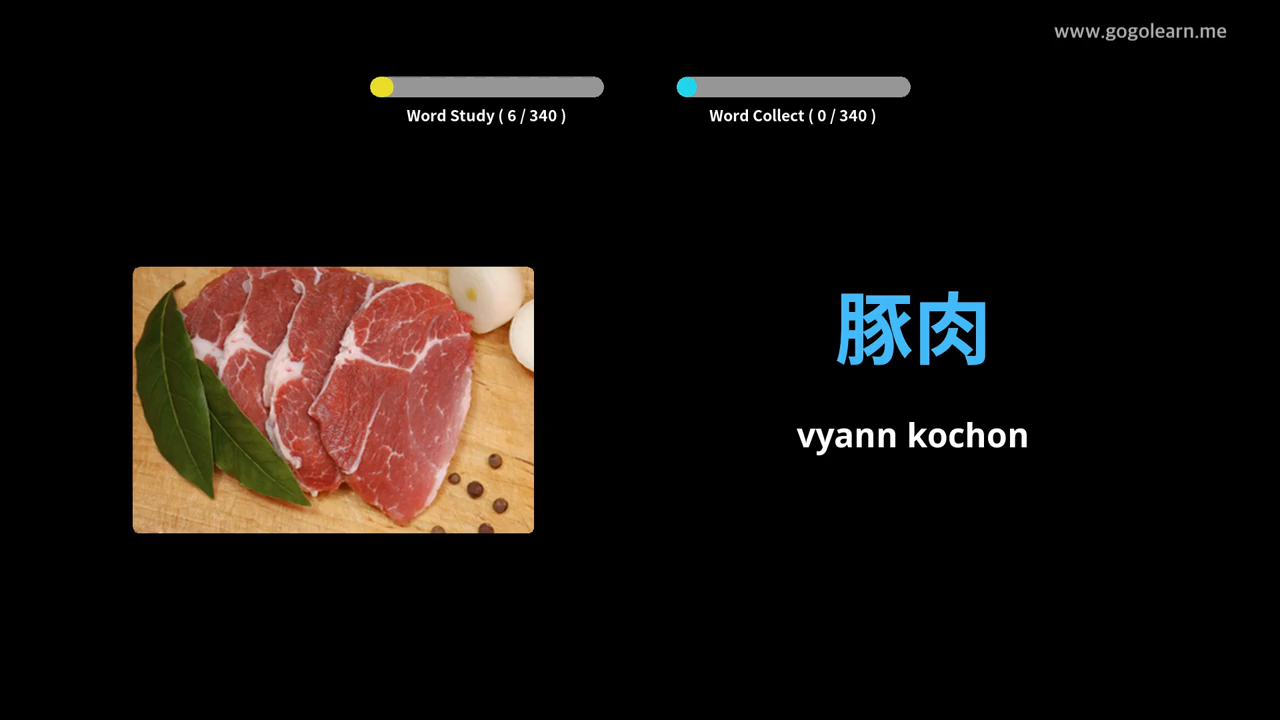 www.gogolearn.me
Word Study ( 6 / 340 )
Word Collect ( 0 / 340 )
豚肉
vyann kochon